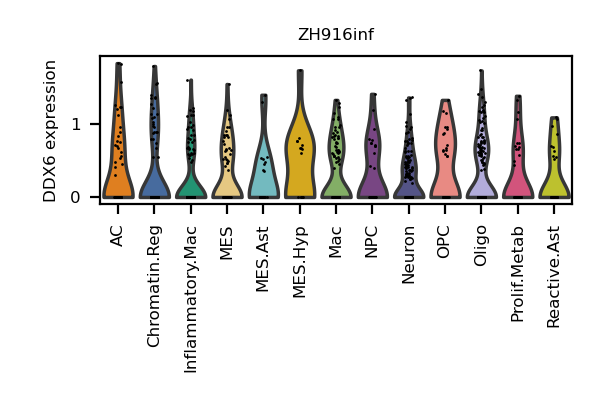 ZH916inf
DDX6 expression
1
0
AC
Chromatin.Reg
Inflammatory.Mac
MES
MES.Ast
MES.Hyp
Mac
NPC
Neuron
OPC
Oligo
Prolif.Metab
Reactive.Ast